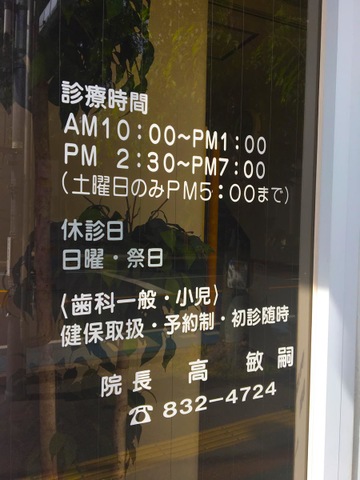 診療時間
AM10:00~PM1:00
PM 2:30~PM7:00
(土曜日のみPM5:00まで)
休診日
日曜・祭日
〈歯科一般・小児〉
健保取扱・予約制・初診随時
院長 高 敏嗣
☎ 832-4724